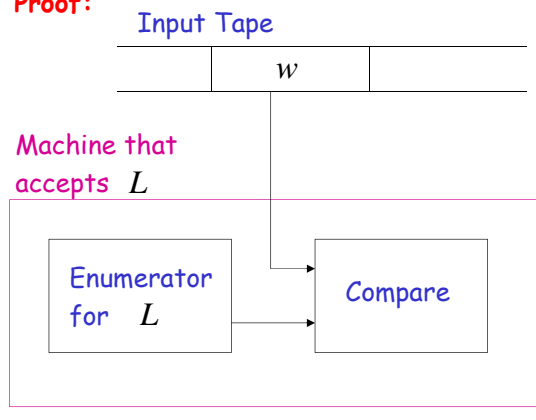 Proof:
Input Tape
w
Machine that
accepts L
Enumerator
for L
Compare